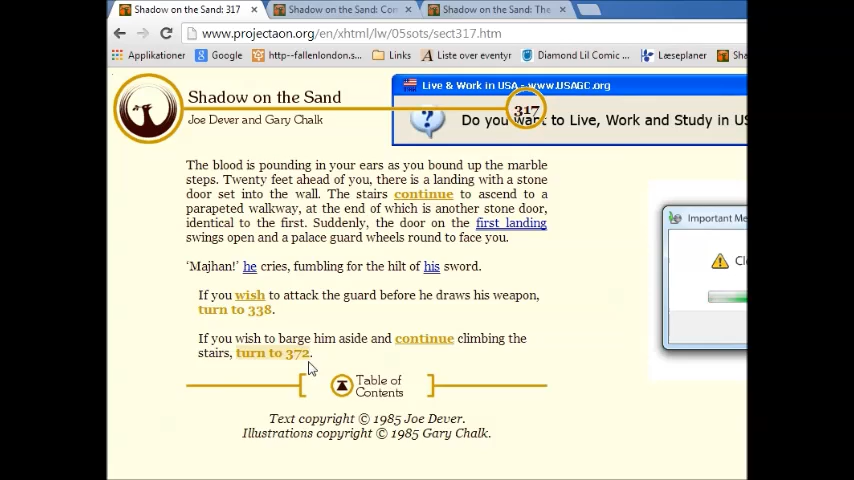 Shadow on the Sand: 317
Shadow on the Sand: Con
Shadow on the Sand: The
www.projectaon.org/en/xhtml/lw/05sots/sect317.htm
Applikationer
Google
http--fallenlondon.s...
Links
Liste over eventyr
Diamond Lil Comic ...
Læseplaner
Sha
Shadow on the Sand
Joe Dever and Gary Chalk
317
Live & Work in USA - www.USAGC.org
Do you want to Live, Work and Study in US
The blood is pounding in your ears as you bound up the marble
steps. Twenty feet ahead of you, there is a landing with a stone
door set into the wall. The stairs continue to ascend to a
parapeted walkway, at the end of which is another stone door,
identical to the first. Suddenly, the door on the first landing
swings open and a palace guard wheels round to face you.
‘Majhan!’ he cries, fumbling for the hilt of his sword.
If you wish to attack the guard before he draws his weapon,
turn to 338.
If you wish to barge him aside and continue climbing the
stairs, turn to 372.
Table of
Contents
Text copyright © 1985 Joe Dever.
Illustrations copyright © 1985 Gary Chalk.
Important Me
Cl